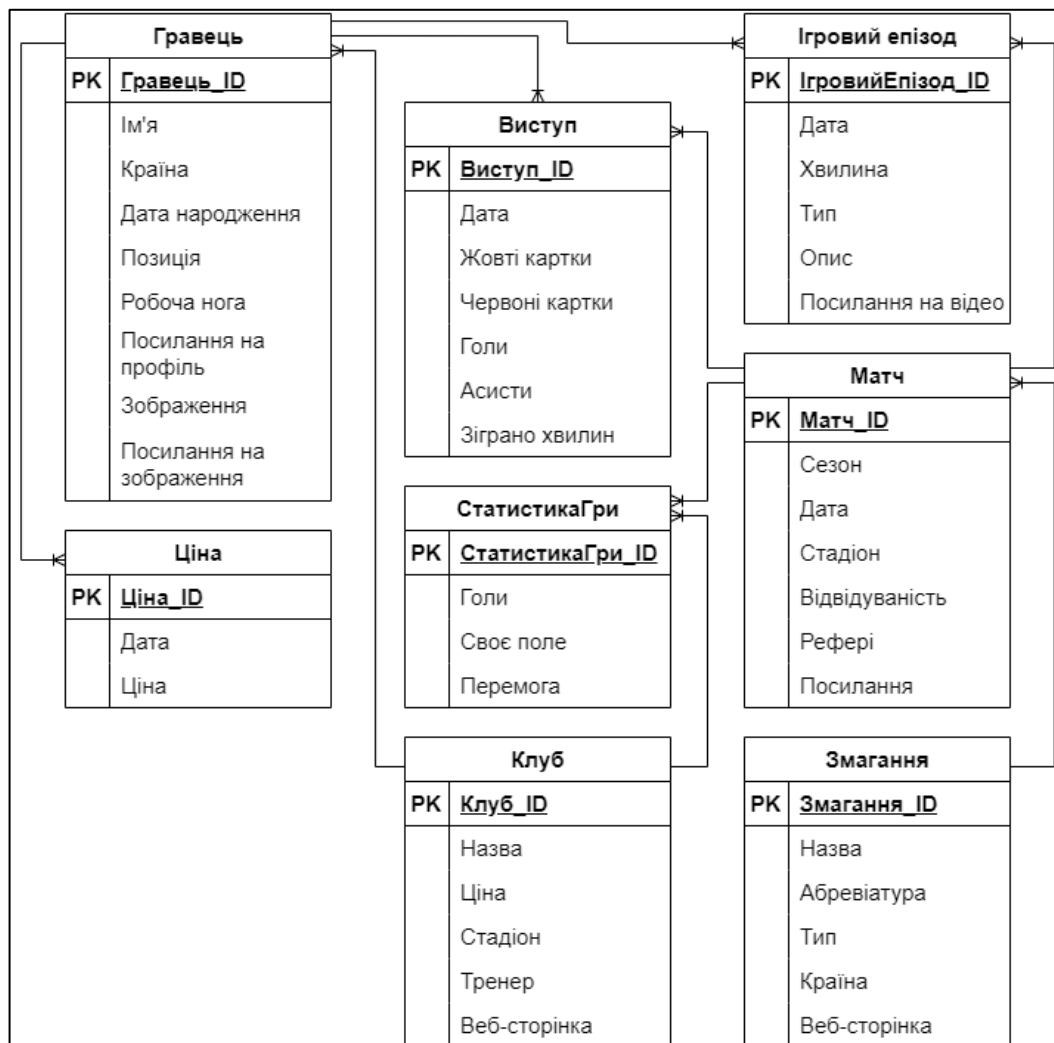 Гравець
PK Гравець_ID
Ім'я
Країна
Дата народження
Позиція
Робоча нога
Посилання на
профіль
Зображення
Посилання на
зображення
Ціна
PK Ціна_ID
Дата
Ціна
Виступ
PK Виступ_ID
Дата
Жовті картки
Червоні картки
Голи
Асисти
Зіграно хвилин
СтатистикаГри
PK СтатистикаГри_ID
Голи
Своє поле
Перемога
Клуб
PK Клуб_ID
Назва
Ціна
Стадіон
Тренер
Веб-сторінка
Ігровий епізод
PK ІгровийЕпізод_ID
Дата
Хвилина
Тип
Опис
Посилання на відео
Матч
PK Матч_ID
Сезон
Дата
Стадіон
Відвідуваність
Рефері
Посилання
Змагання
PK Змагання_ID
Назва
Абревіатура
Тип
Країна
Веб-сторінка